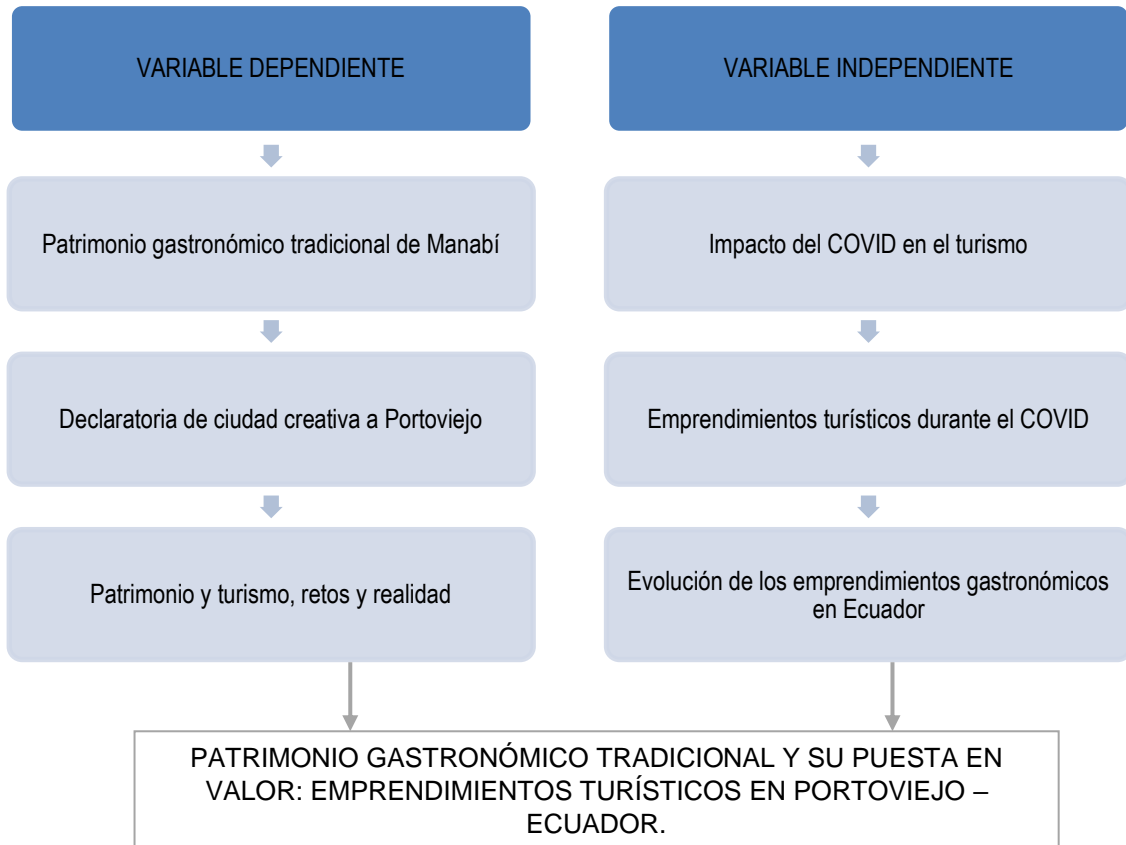 VARIABLE DEPENDIENTE
Patrimonio gastronómico tradicional de Manabí
Declaratoria de ciudad creativa a Portoviejo
Patrimonio y turismo, retos y realidad
VARIABLE INDEPENDIENTE
Impacto del COVID en el turismo
Emprendimientos turísticos durante el COVID
Evolución de los emprendimientos gastronómicos
en Ecuador
PATRIMONIO GASTRONÓMICO TRADICIONAL Y SU PUESTA EN
VALOR: EMPRENDIMIENTOS TURÍSTICOS EN PORTOVIEJO –
ECUADOR.